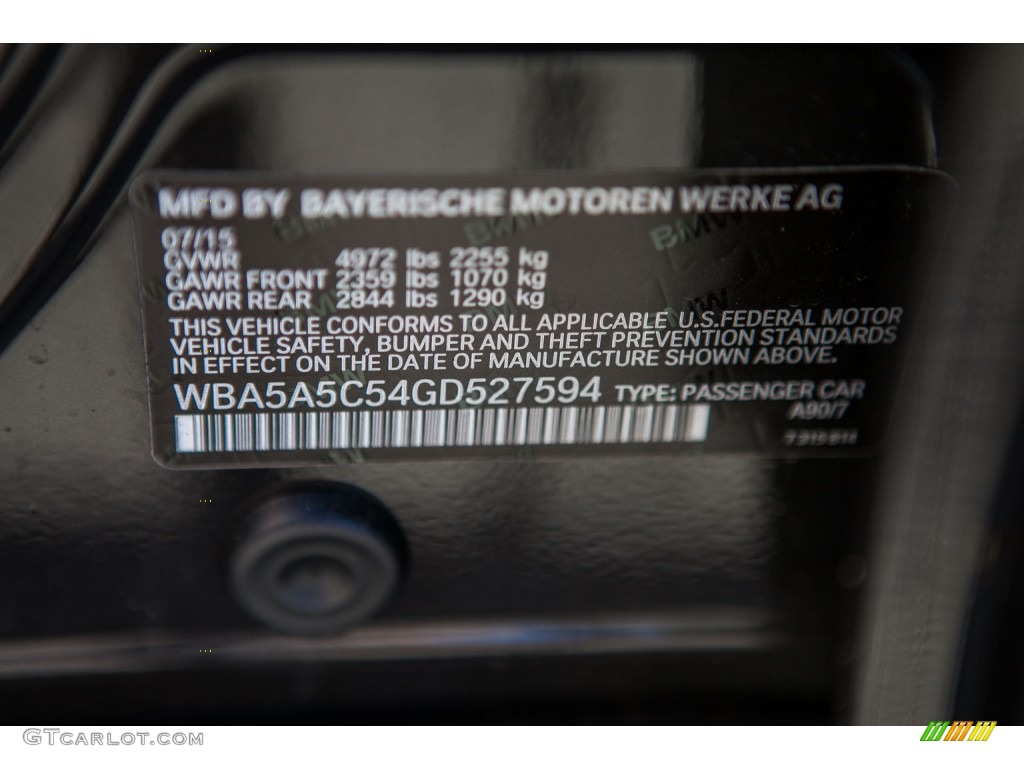 MFD BY BAYERISCHE MOTOREN WERKE AG
07/15
GVWR 4972 lbs 2255 kg
GAWR FRONT 2359 lbs 1070 kg
GAWR REAR 2844 lbs 1290 kg
THIS VEHICLE CONFORMS TO ALL APPLICABLE U.S.FEDERAL MOTOR
VEHICLE SAFETY, BUMPER AND THEFT PREVENTION STANDARDS
IN EFFECT ON THE DATE OF MANUFACTURE SHOWN ABOVE.
WBA5A5C54GD527594 TYPE: PASSENGER CAR
A90/7
GTCARLOT.COM